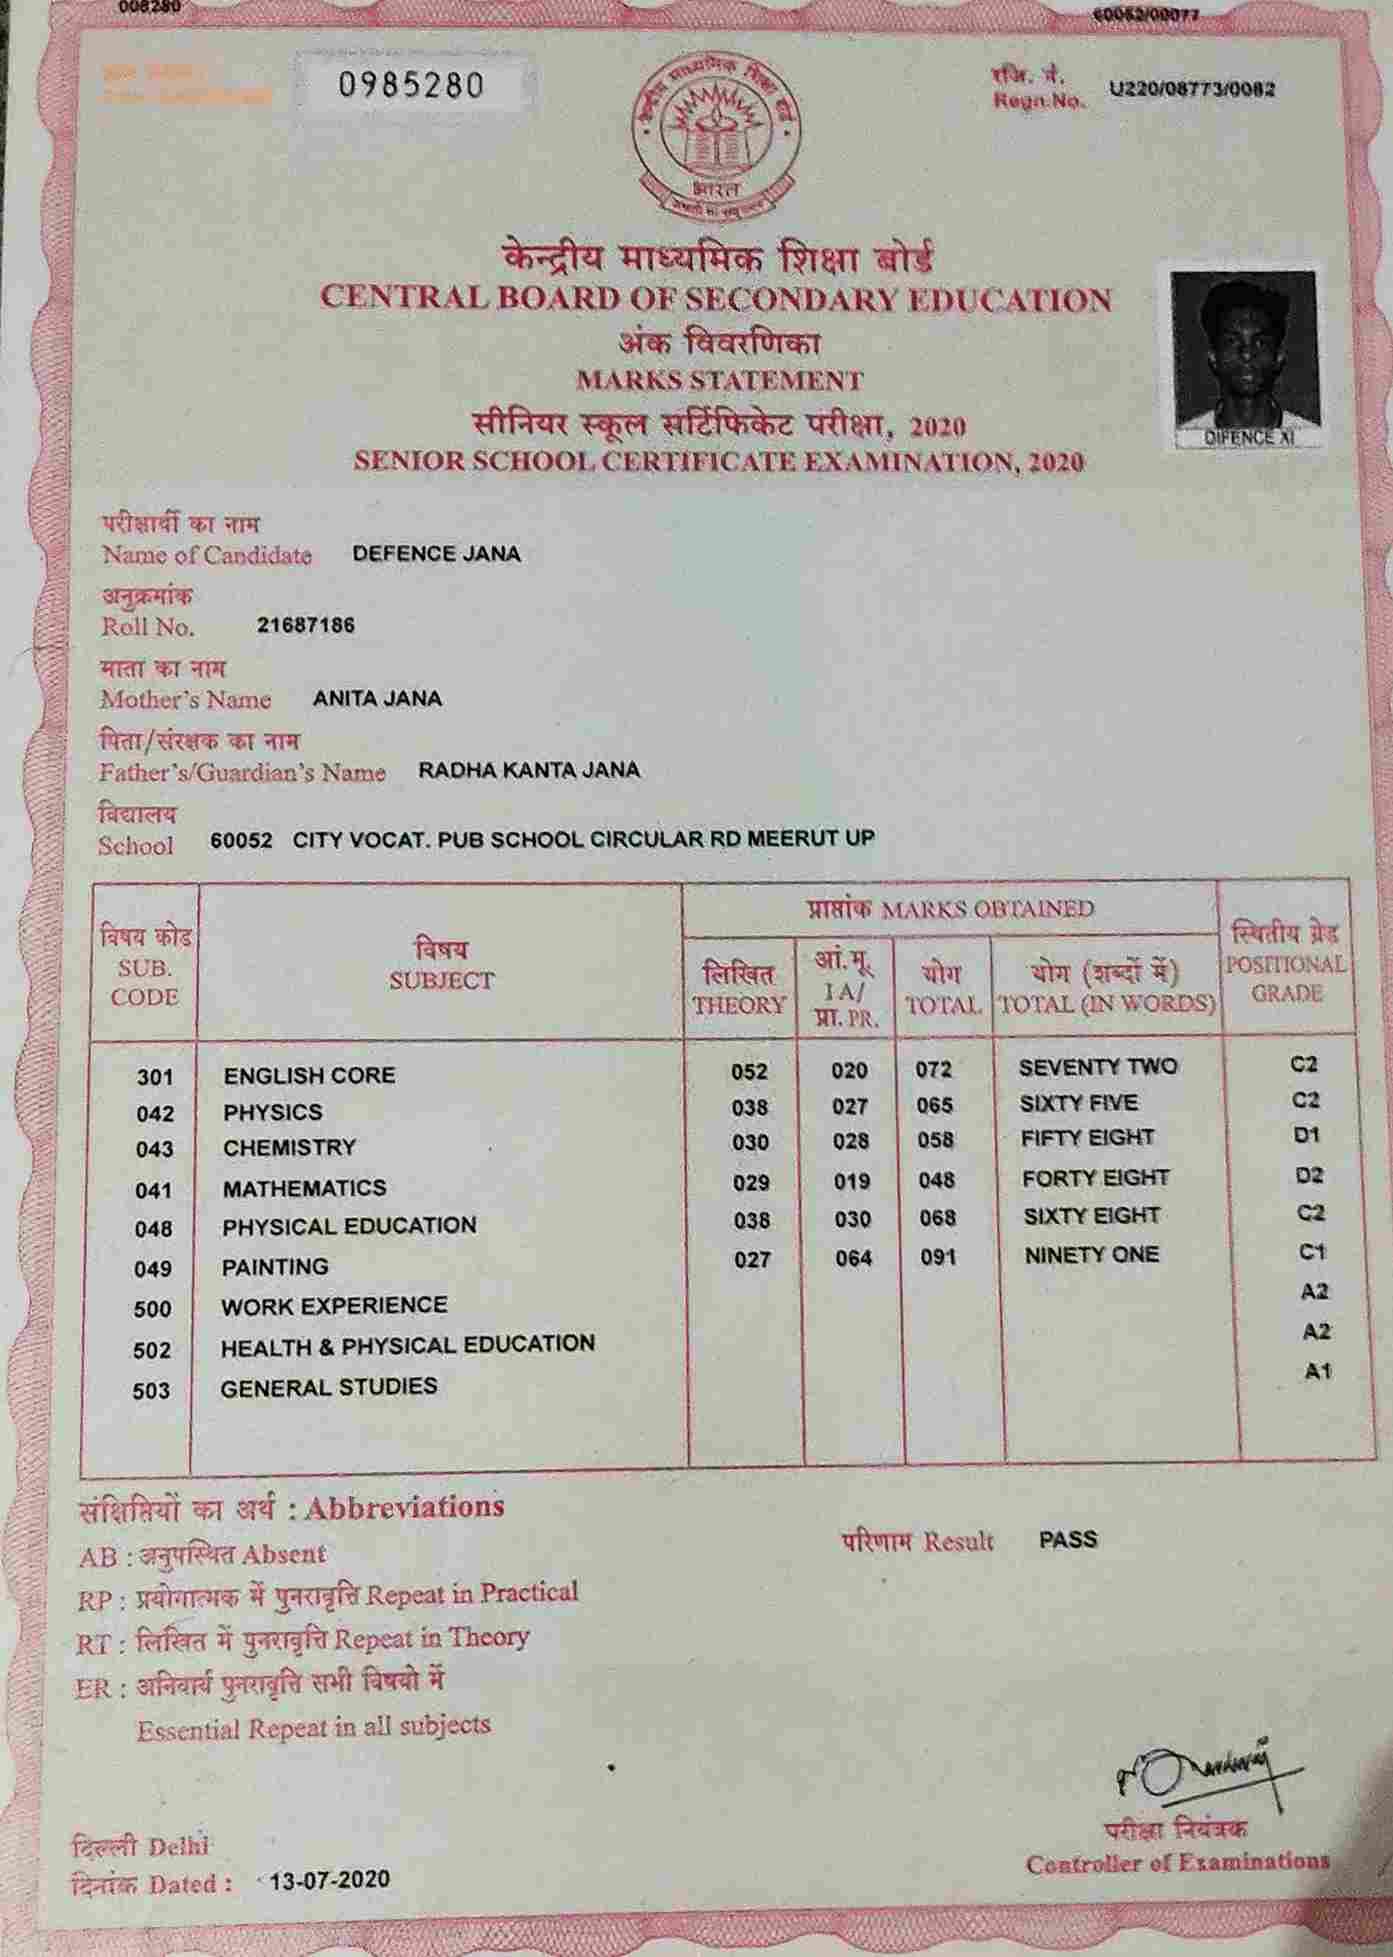 008280
60052/00077
0985280
रजि. नं.
Regn.No. U220/08773/0082
केन्द्रीय माध्यमिक शिक्षा बोर्ड
भारत
केन्द्रीय माध्यमिक शिक्षा बोर्ड
CENTRAL BOARD OF SECONDARY EDUCATION
अंक विवरणिका
MARKS STATEMENT
सीनियर स्कूल सर्टिफिकेट परीक्षा, 2020
SENIOR SCHOOL CERTIFICATE EXAMINATION, 2020
DIFENCE XI
परीक्षार्थी का नाम
Name of Candidate DEFENCE JANA
अनुक्रमांक
Roll No. 21687186
माता का नाम
Mother's Name ANITA JANA
पिता/संरक्षक का नाम
Father's/Guardian's Name RADHA KANTA JANA
विद्यालय
School 60052 CITY VOCAT. PUB SCHOOL CIRCULAR RD MEERUT UP
विषय कोड
SUB.
CODE
विषय
SUBJECT
प्राप्तांक MARKS OBTAINED
लिखित
THEORY
आं.मू.
I A/
प्रा. PR.
योग
TOTAL
योग (शब्दों में)
TOTAL (IN WORDS)
स्थितीय ग्रेड
POSITIONAL
GRADE
301 ENGLISH CORE 052 020 072 SEVENTY TWO C2
042 PHYSICS 038 027 065 SIXTY FIVE C2
043 CHEMISTRY 030 028 058 FIFTY EIGHT D1
041 MATHEMATICS 029 019 048 FORTY EIGHT D2
048 PHYSICAL EDUCATION 038 030 068 SIXTY EIGHT C2
049 PAINTING 027 064 091 NINETY ONE C1
500 WORK EXPERIENCE A2
502 HEALTH & PHYSICAL EDUCATION A2
503 GENERAL STUDIES A1
संक्षिप्तियों का अर्थ : Abbreviations
AB : अनुपस्थित Absent
परिणाम Result PASS
RP : प्रयोगात्मक में पुनरावृत्ति Repeat in Practical
RT : लिखित में पुनरावृत्ति Repeat in Theory
ER : अनिवार्य पुनरावृत्ति सभी विषयो में
Essential Repeat in all subjects
परीक्षा नियंत्रक
Controller of Examinations
दिल्ली Delhi
दिनांक Dated : 13-07-2020